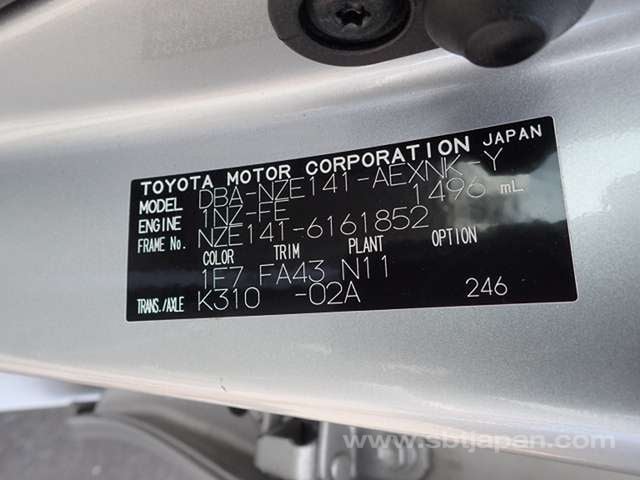 TOYOTA MOTOR CORPORATION JAPAN
MODEL DBA-NZE141-AEXNK-Y
ENGINE 1NZ-FE 1496 mL
FRAME No. NZE141-6161852
COLOR TRIM PLANT OPTION
1E7 FA43 N11
TRANS./AXLE K310 -02A 246
www.sbtjapan.com